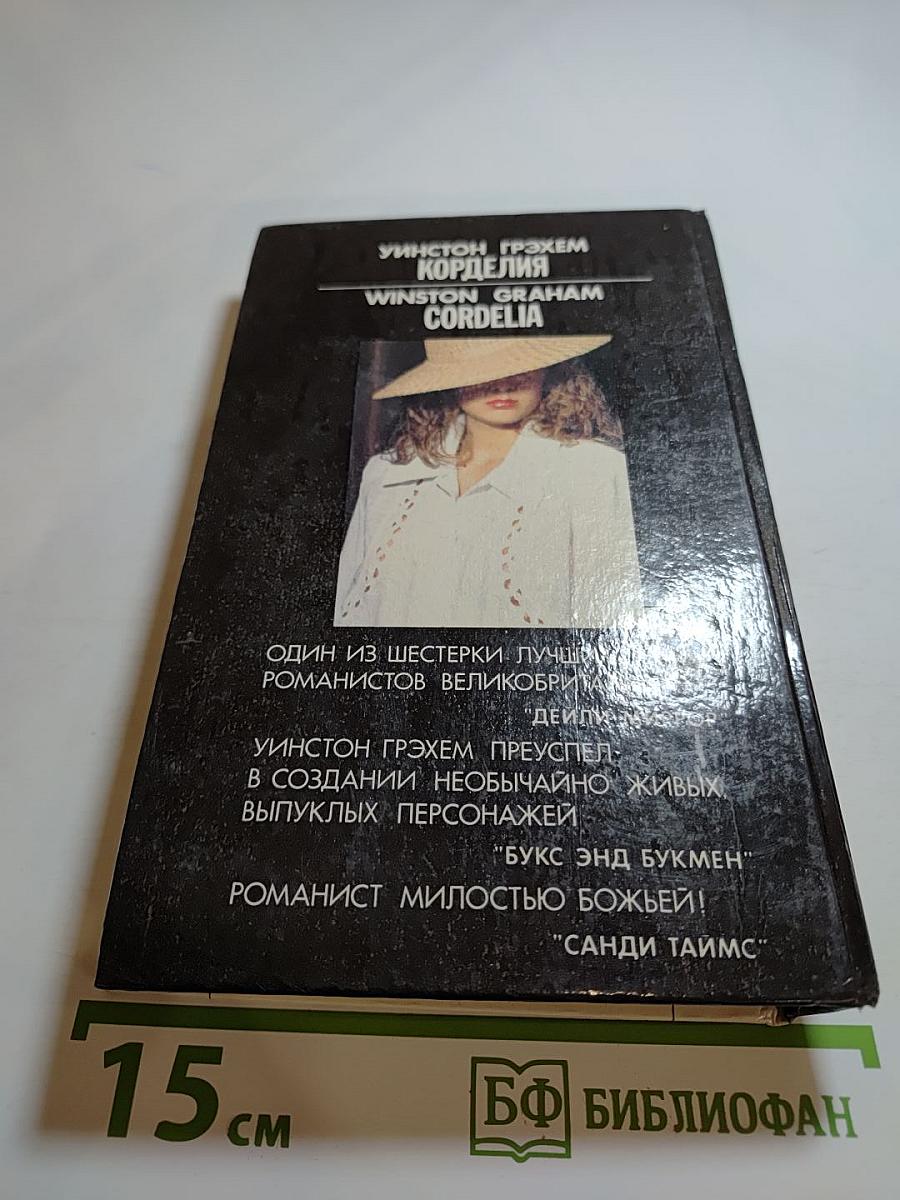 УИНСТОН ГРЭХЕМ
КОРДЕЛИЯ
WINSTON GRAHAM
CORDELIA
ОДИН ИЗ ШЕСТЕРКИ
РОМАНИСТОВ
"ДЕЙЛИ
УИНСТОН ГРЭХЕМ ПРЕУСПЕЛ
В СОЗДАНИИ НЕОБЫЧАЙНО ЖИВЫХ,
ВЫПУКЛЫХ ПЕРСОНАЖЕЙ
"БУКС ЭНД БУКМЕН"
РОМАНИСТ МИЛОСТЬЮ БОЖЬЕЙ!
"САНДИ ТАЙМС"
15 СМ
БФ БИБЛИОФАН